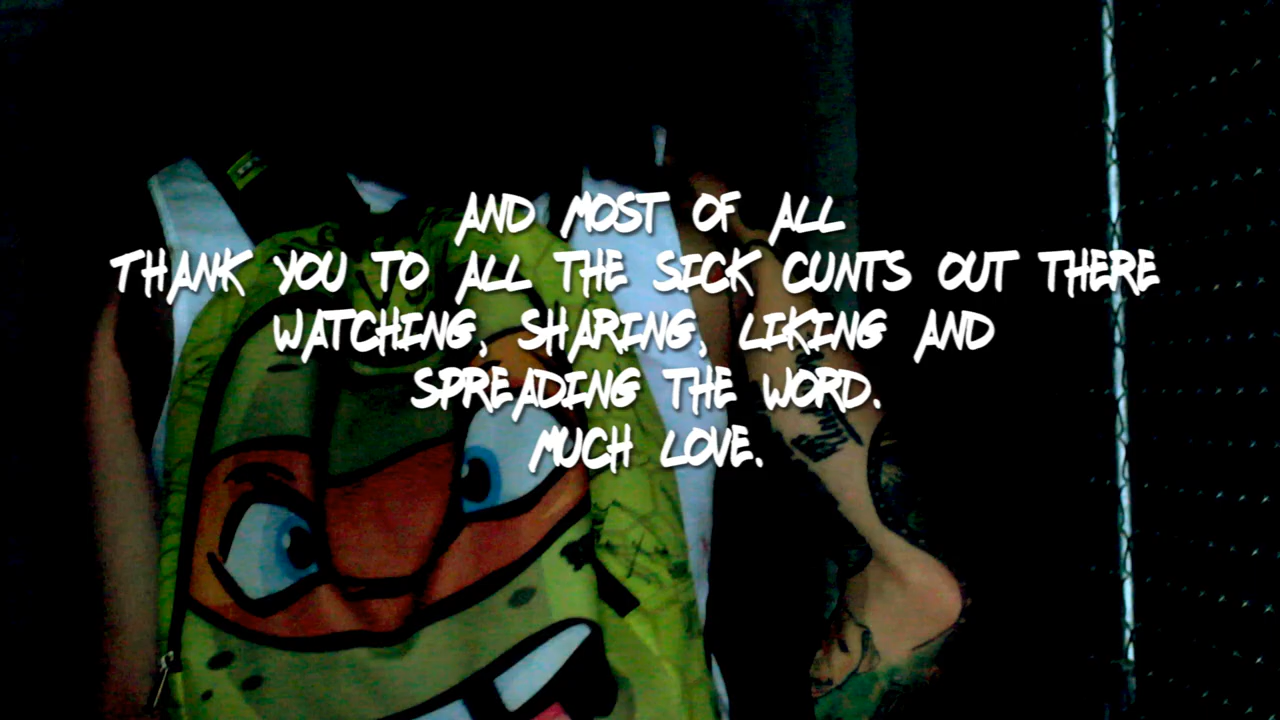 AND MOST OF ALL
THANK YOU TO ALL THE SICK CUNTS OUT THERE
WATCHING, SHARING, LIKING AND
SPREADING THE WORD.
MUCH LOVE.